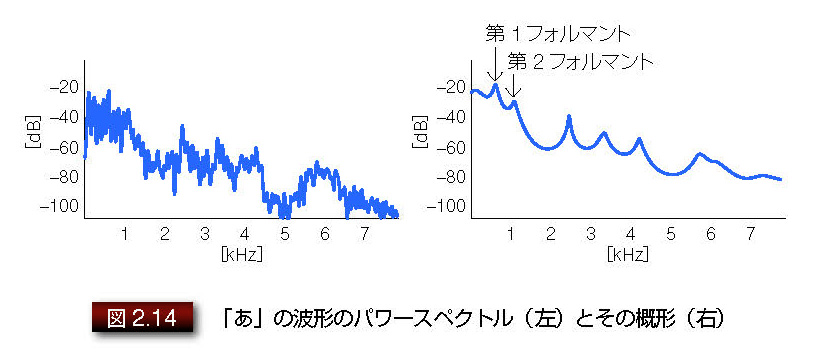 第1フォルマント
第2フォルマント
[dB]
−20
−40
−60
−80
−100
1 2 3 4 5 6 7
[kHz]
[dB]
−20
−40
−60
−80
−100
1 2 3 4 5 6 7
[kHz]
図2.14 「あ」の波形のパワースペクトル（左）とその概形（右）